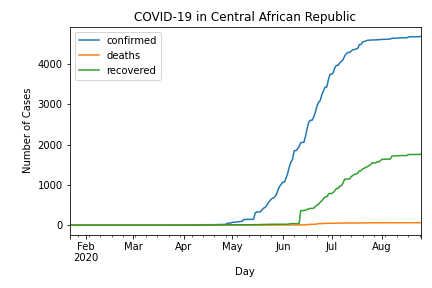 COVID-19 in Central African Republic
confirmed
deaths
recovered
Number of Cases
4000
3000
2000
1000
0
Feb Mar Apr May Jun Jul Aug
2020
Day